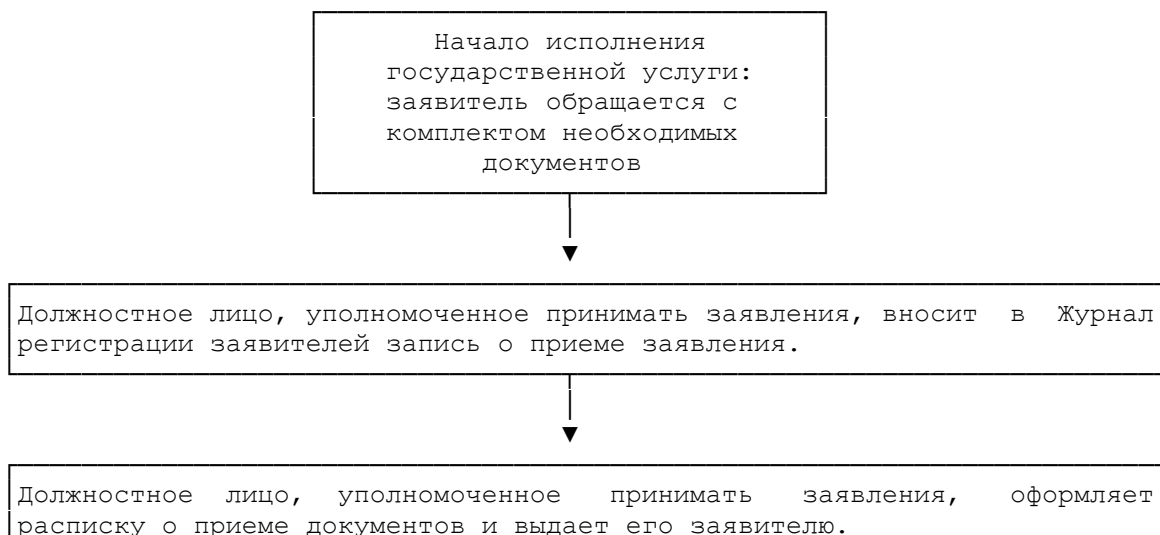 Начало исполнения
государственной услуги:
заявитель обращается с
комплектом необходимых
документов
Должностное лицо, уполномоченное принимать заявления, вносит в Журнал
регистрации заявителей запись о приеме заявления.
Должностное лицо, уполномоченное принимать заявления, оформляет
расписку о приеме документов и выдает его заявителю.